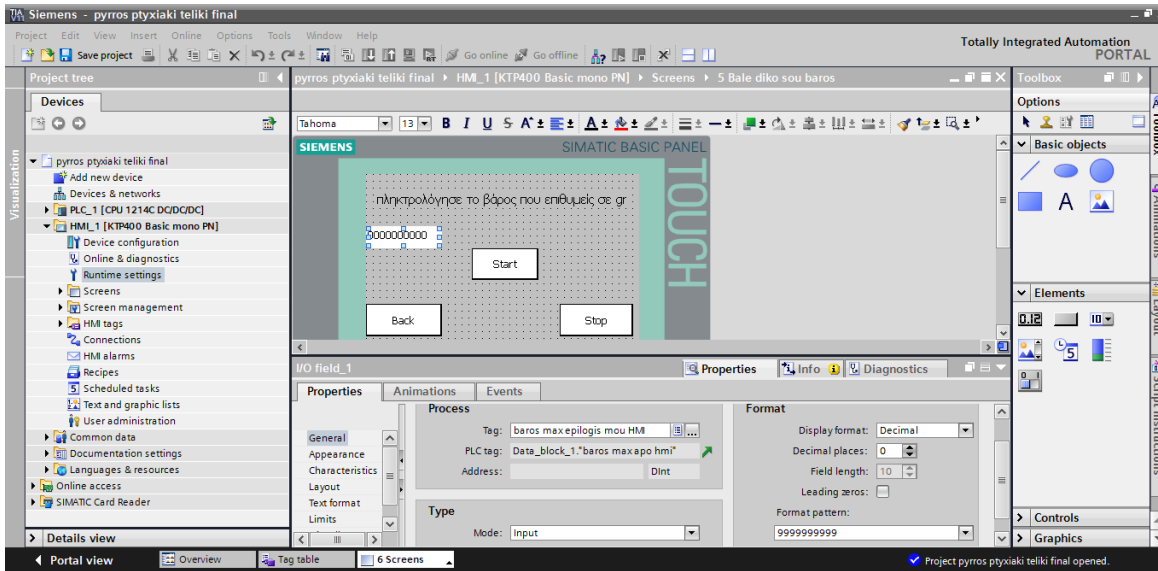 Siemens - pyrros ptyxiaki teliki final
Project Edit View Insert Online Options Tools Window Help
Save project Go online Go offline
Totally Integrated Automation
PORTAL
Project tree
pyrros ptyxiaki teliki final HMI_1 [KTP400 Basic mono PN] Screens 5 Bale diko sou baros
Toolbox
Devices
Options
Tahoma 13 B I U S
Visualization
pyrros ptyxiaki teliki final
Add new device
Devices & networks
PLC_1 [CPU 1214C DC/DC/DC]
HMI_1 [KTP400 Basic mono PN]
Device configuration
Online & diagnostics
Runtime settings
Screens
Screen management
HMI tags
Connections
HMI alarms
Recipes
Scheduled tasks
Text and graphic lists
User administration
Common data
Documentation settings
Languages & resources
Online access
SIMATIC Card Reader
Details view
SIEMENS SIMATIC BASIC PANEL
TOUCH
πληκτρολόγησε το βάρος που επιθυμείς σε gr
0000000000
Start
Back
Stop
I/O field_1
Properties Info Diagnostics
Properties Animations Events
General
Appearance
Characteristics
Layout
Text format
Limits
Process
Tag: baros max epilogis mou HMI
PLC tag: Data_block_1."baros max apo hmi"
Address: DInt
Type
Mode: Input
Format
Display format: Decimal
Decimal places: 0
Field length: 10
Leading zeros:
Format pattern:
9999999999
Basic objects
A
Elements
Controls
Graphics
Toolbox
Animations
Layout
Script Instructions
Portal view Overview Tag table 6 Screens
Project pyrros ptyxiaki teliki final opened.